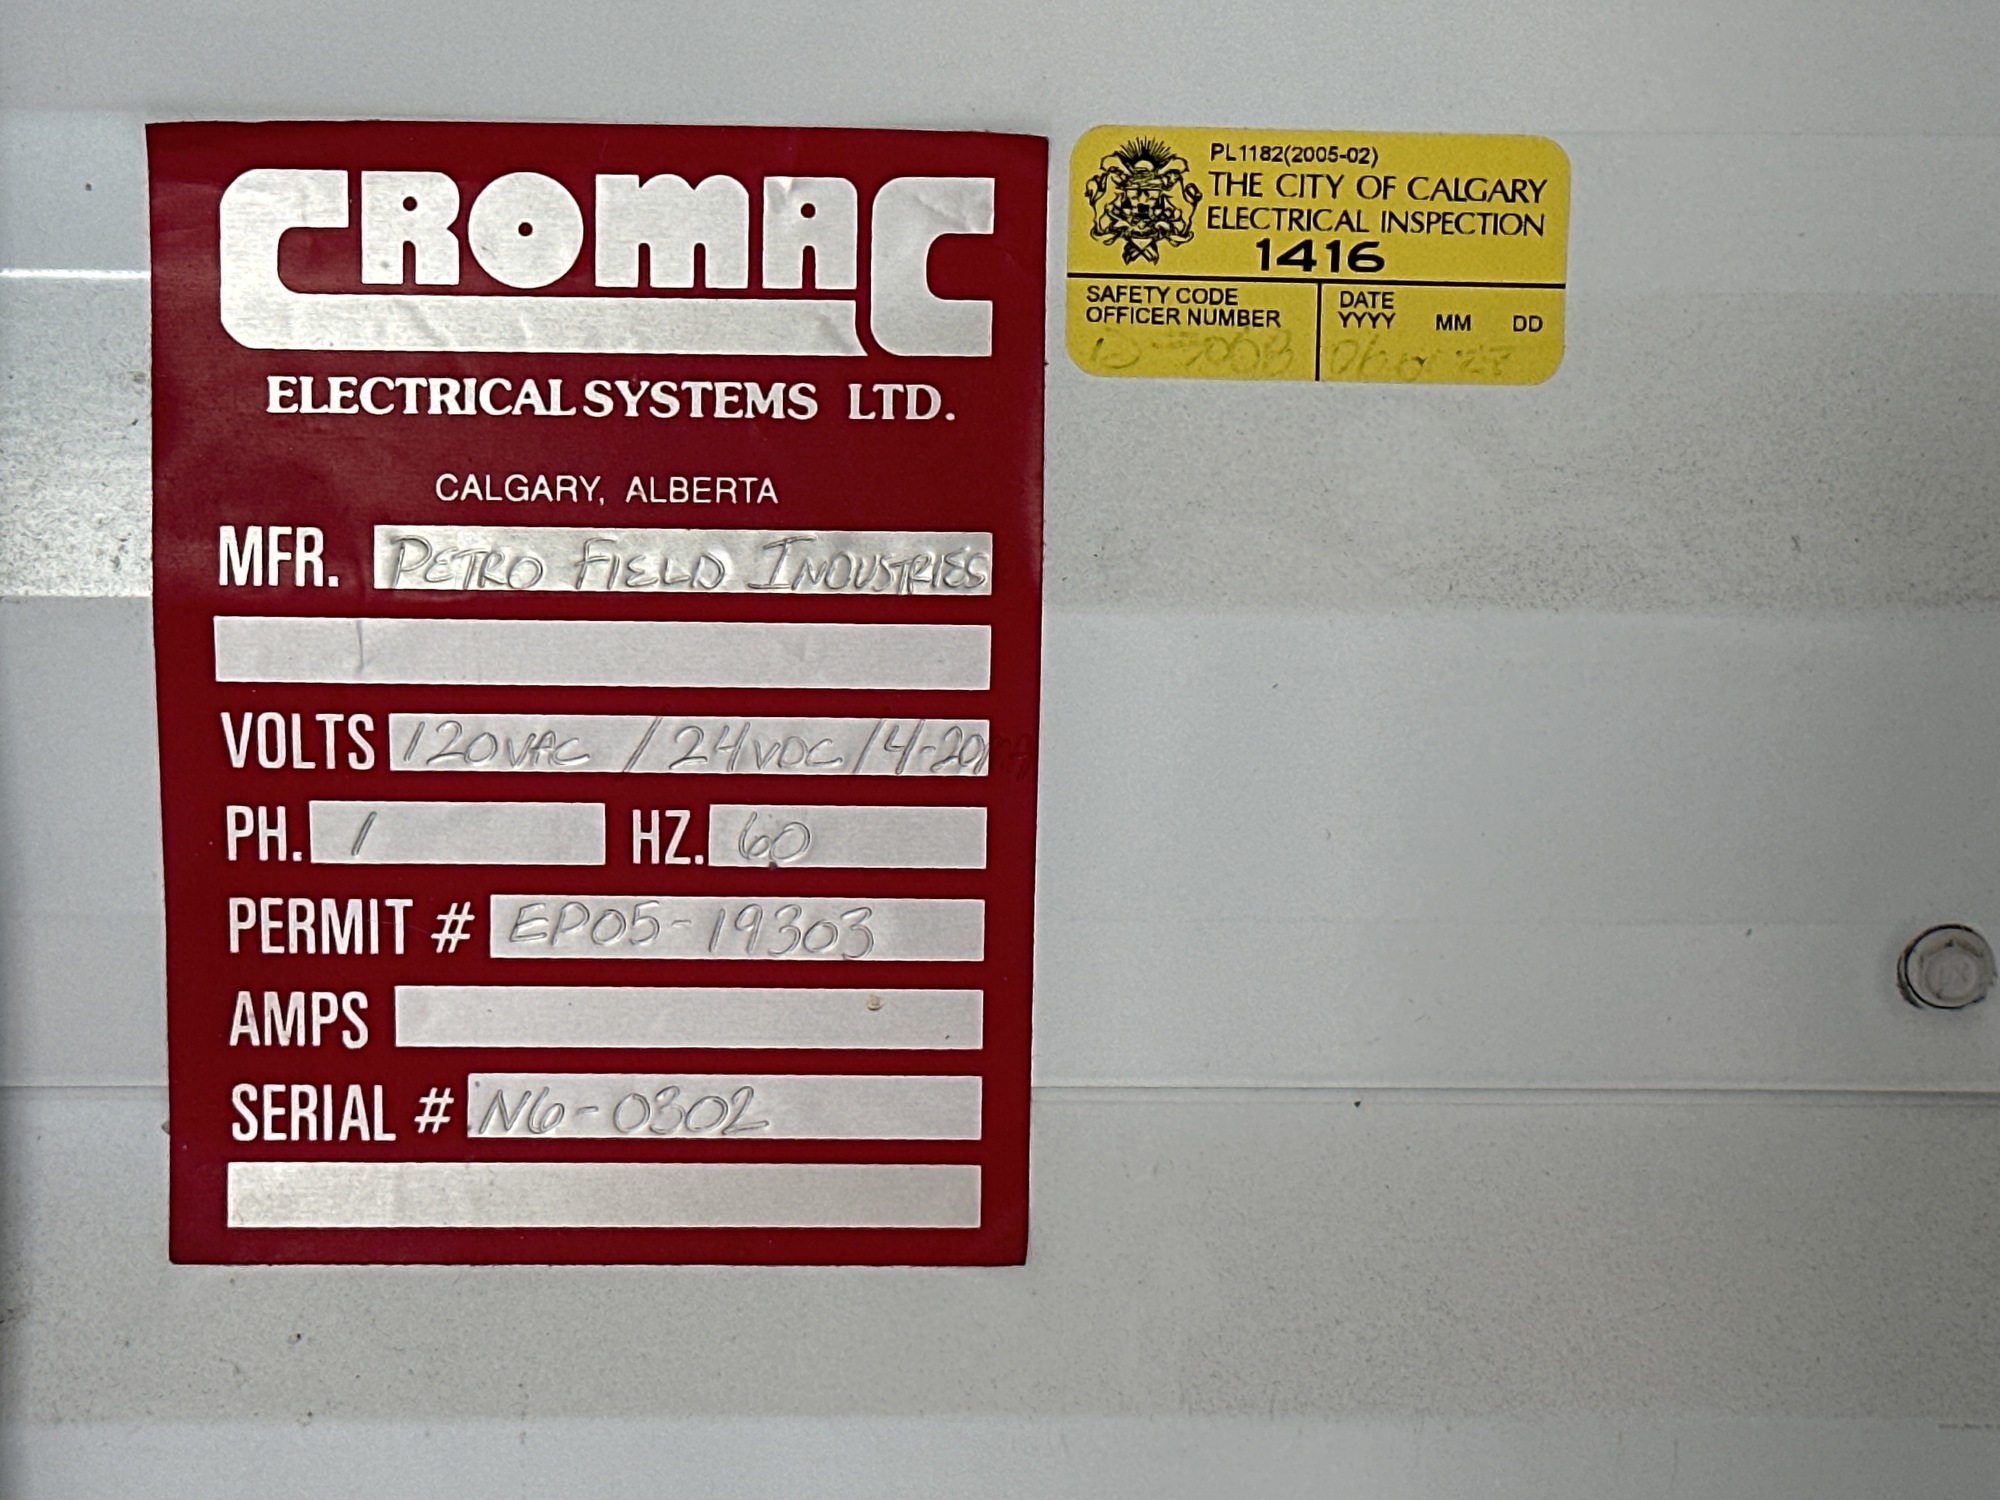 CROMAC
ELECTRICAL SYSTEMS LTD.
CALGARY, ALBERTA
MFR. PETRO FIELD INDUSTRIES
VOLTS 120VAC / 24VDC / 4-20mA
PH. 1 HZ. 60
PERMIT # EP05-19303
AMPS
SERIAL # N6-0302
PL1182(2005-02)
THE CITY OF CALGARY
ELECTRICAL INSPECTION
1416
SAFETY CODE
OFFICER NUMBER
DATE
YYYY MM DD